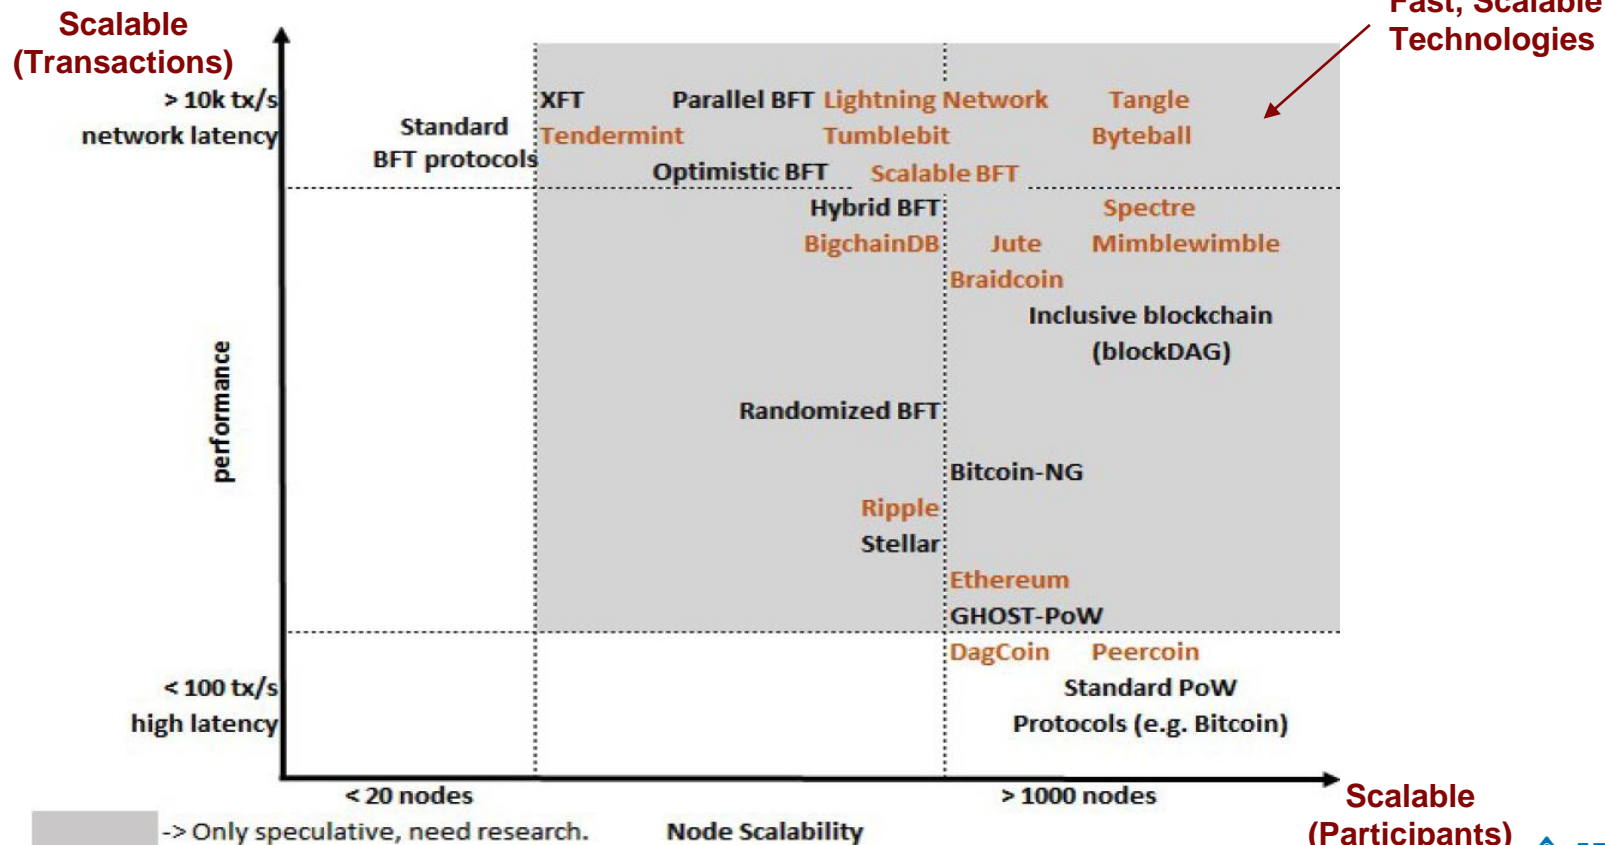 Scalable
(Transactions)
Fast, Scalable
Technologies
> 10k tx/s
network latency
Standard
BFT protocols
XFT Parallel BFT Lightning Network Tangle
Tendermint Tumblebit Byteball
Optimistic BFT Scalable BFT
Hybrid BFT Spectre
BigchainDB Jute Mimblewimble
Braidcoin
Inclusive blockchain
(blockDAG)
performance
Randomized BFT
Bitcoin-NG
Ripple
Stellar
Ethereum
GHOST-PoW
DagCoin Peercoin
< 100 tx/s
high latency
Standard PoW
Protocols (e.g. Bitcoin)
< 20 nodes > 1000 nodes
Scalable
(Participants)
-> Only speculative, need research. Node Scalability